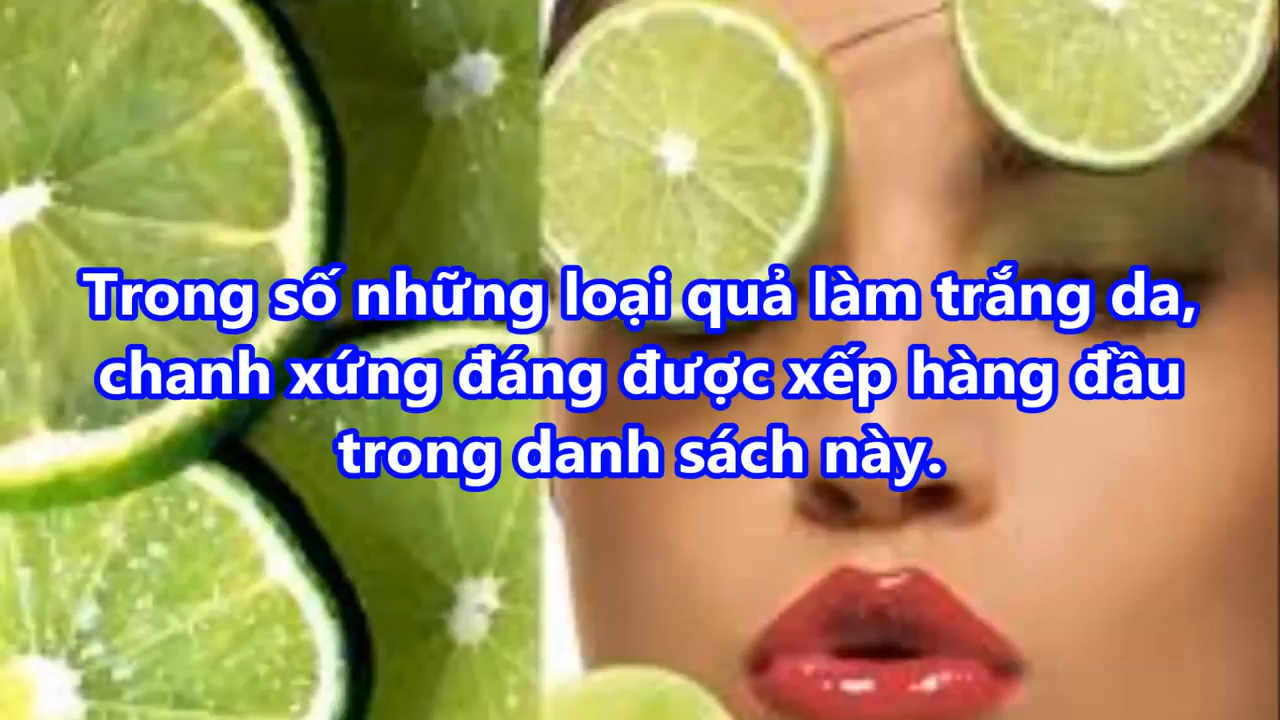 Trong số những loại quả làm trắng da,
chanh xứng đáng được xếp hàng đầu
trong danh sách này.